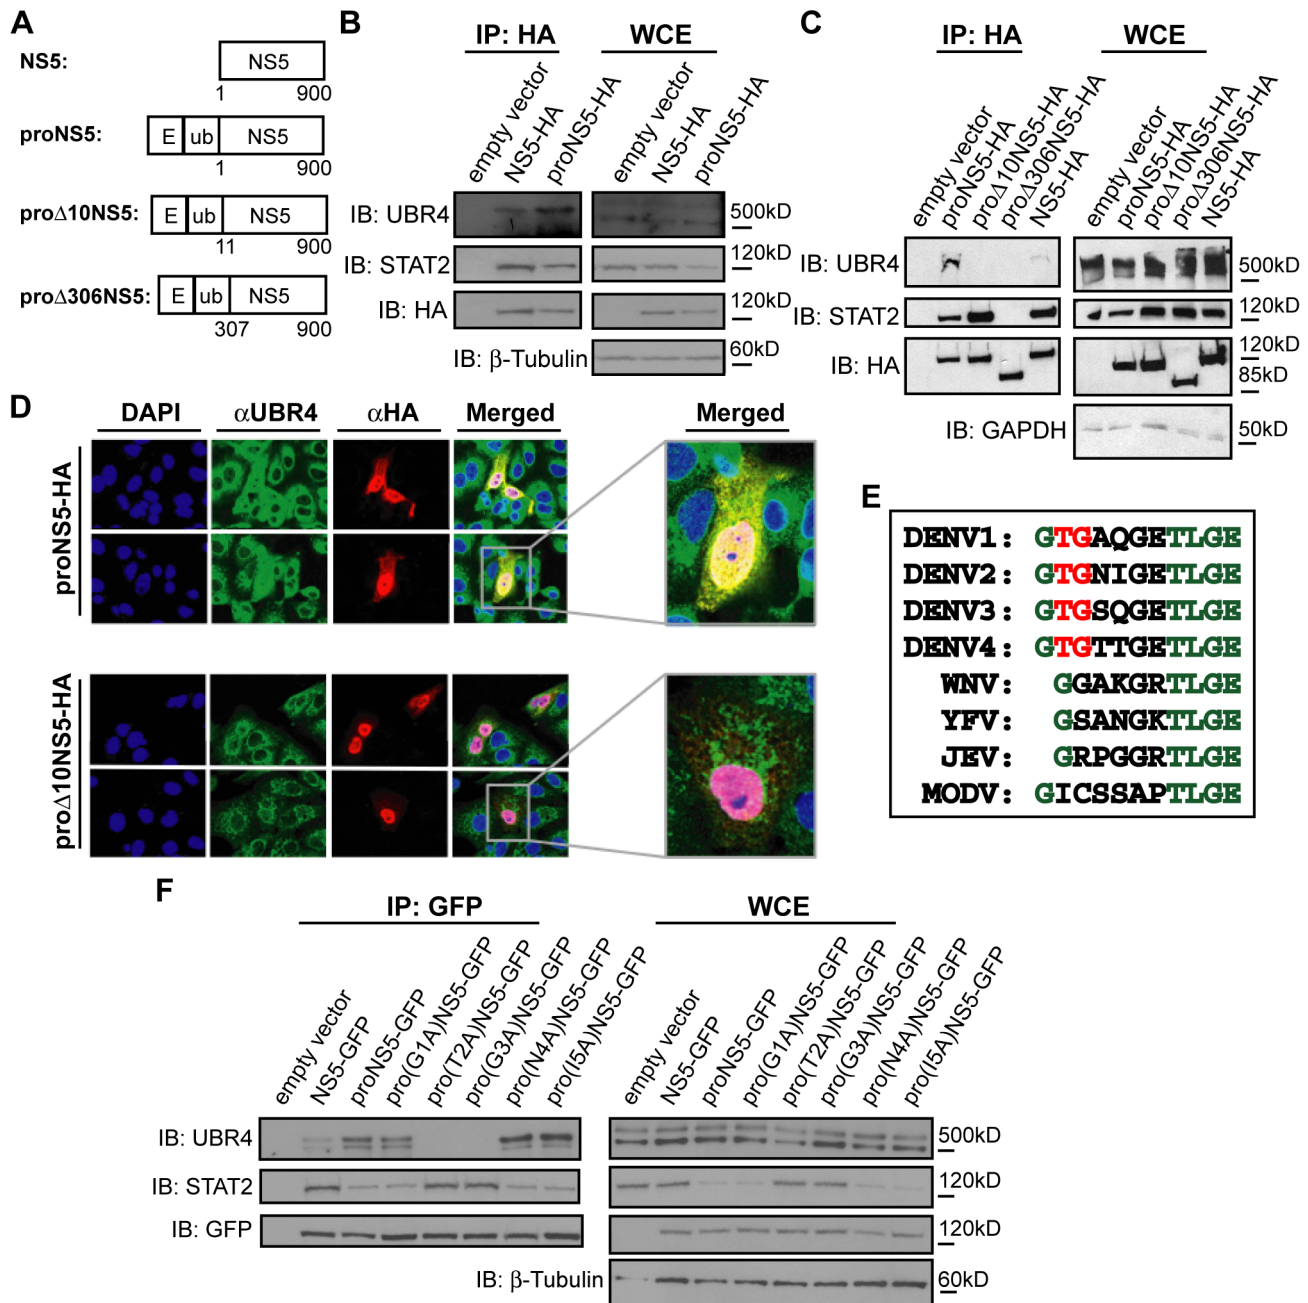 A
NS5:
NS5
1 900
proNS5:
E ub NS5
1 900
proΔ10NS5:
E ub NS5
11 900
proΔ306NS5:
E ub NS5
307 900
B
IP: HA WCE
empty vector
NS5-HA
proNS5-HA
empty vector
NS5-HA
proNS5-HA
IB: UBR4 500kD
IB: STAT2 120kD
IB: HA 120kD
IB: β-Tubulin 60kD
C
IP: HA WCE
empty vector
proNS5-HA
proΔ10NS5-HA
proΔ306NS5-HA
NS5-HA
empty vector
proNS5-HA
proΔ10NS5-HA
proΔ306NS5-HA
NS5-HA
IB: UBR4 500kD
IB: STAT2 120kD
IB: HA 120kD
85kD
IB: GAPDH 50kD
D
DAPI αUBR4 αHA Merged Merged
proNS5-HA
proΔ10NS5-HA
E
DENV1: GTGAQGETLGE
DENV2: GTGNIGETLGE
DENV3: GTGSQGETLGE
DENV4: GTGTTGETLGE
WNV: GGAKGRTLGE
YFV: GSANGKTLGE
JEV: GRPGGRTLGE
MODV: GICSSAPTLGE
F
IP: GFP WCE
empty vector
NS5-GFP
proNS5-GFP
pro(G1A)NS5-GFP
pro(T2A)NS5-GFP
pro(G3A)NS5-GFP
pro(N4A)NS5-GFP
pro(I5A)NS5-GFP
empty vector
NS5-GFP
proNS5-GFP
pro(G1A)NS5-GFP
pro(T2A)NS5-GFP
pro(G3A)NS5-GFP
pro(N4A)NS5-GFP
pro(I5A)NS5-GFP
IB: UBR4 500kD
IB: STAT2 120kD
IB: GFP 120kD
IB: β-Tubulin 60kD